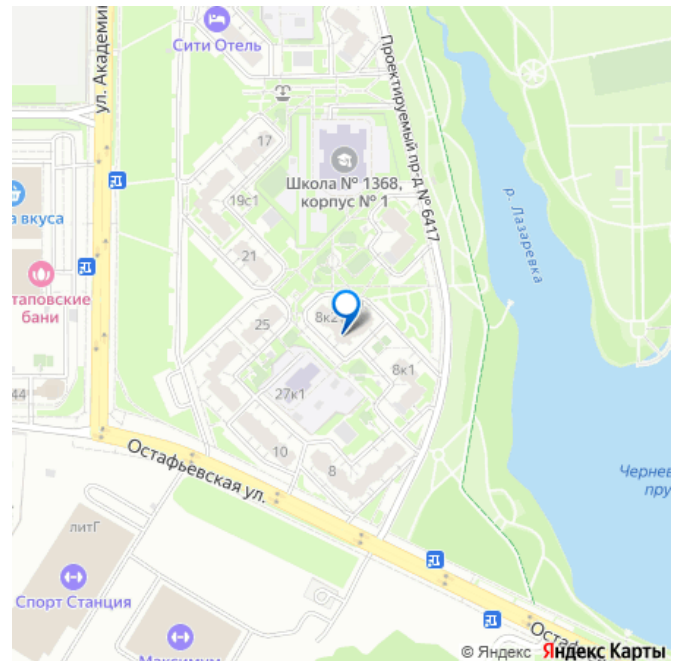 Сити Отель
ул. Академи
Проектируемый пр-д № 6417
17
Школа № 1368,
корпус № 1
19с1
а вкуса
р. Лазаревка
21
таповские
бани
25
8к2
8к1
27к1
44
10
8
Остафьевская ул.
Чернев
пру
литГ
Спорт Станция
Максимум
Остаф
© Яндекс Яндекс Карты